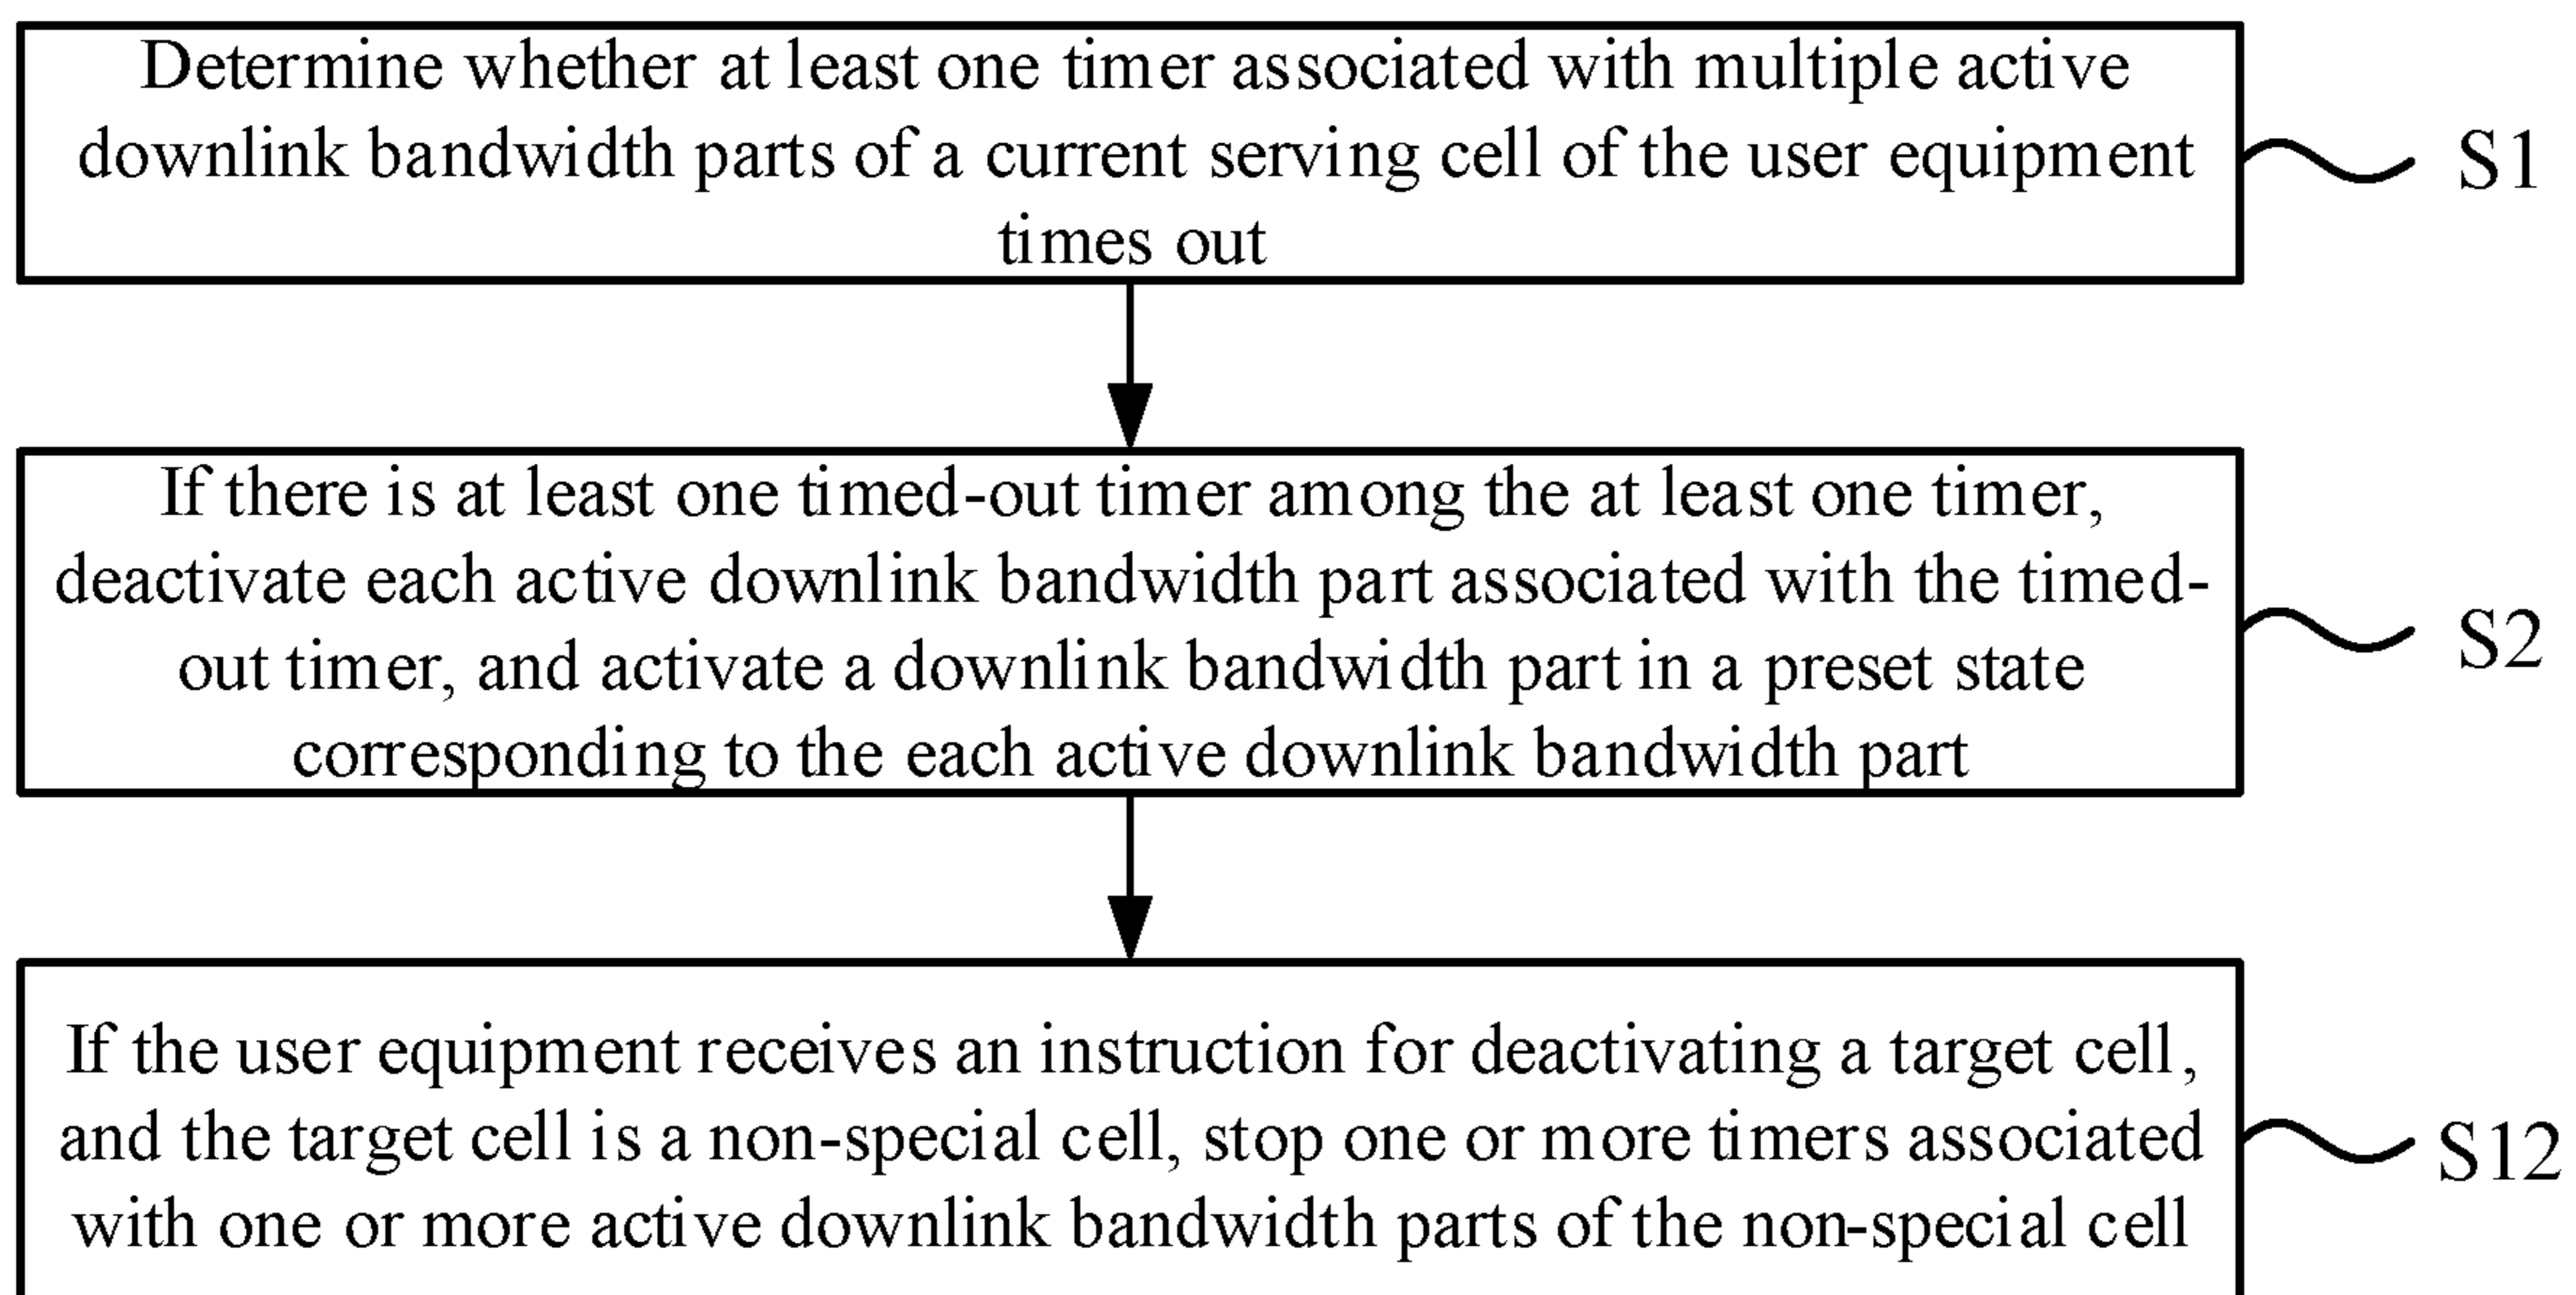 Determine whether at least one timer associated with multiple active
downlink bandwidth parts of a current serving cell of the user equipment
times out
S1
If there is at least one timed-out timer among the at least one timer,
deactivate each active downlink bandwidth part associated with the timed-
out timer, and activate a downlink bandwidth part in a preset state
corresponding to the each active downlink bandwidth part
S2
If the user equipment receives an instruction for deactivating a target cell,
and the target cell is a non-special cell, stop one or more timers associated
with one or more active downlink bandwidth parts of the non-special cell
S12